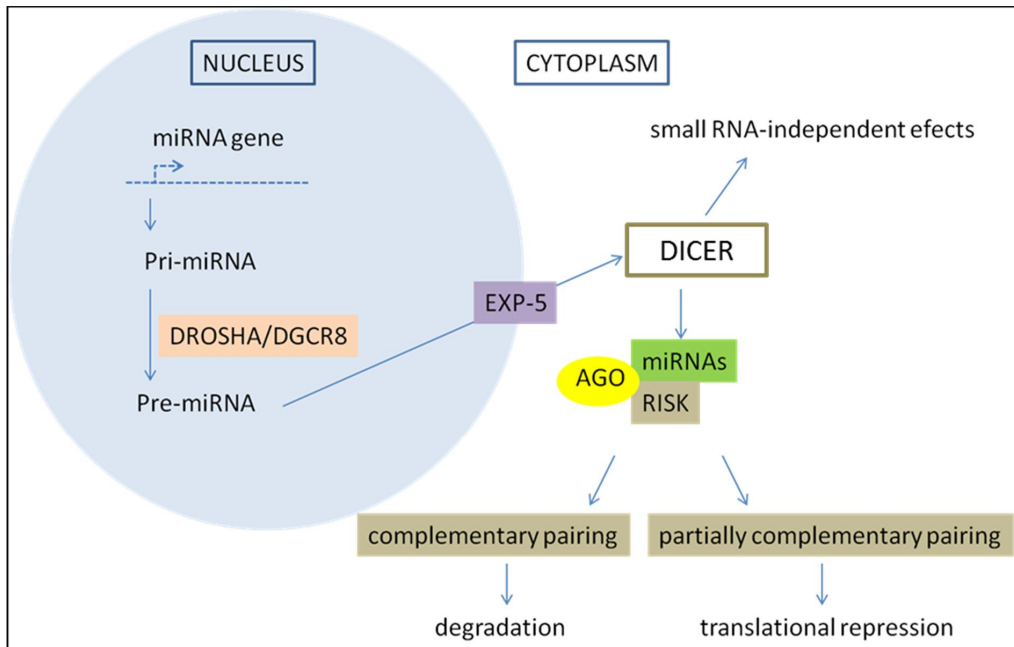 NUCLEUS
CYTOPLASM
miRNA gene
small RNA-independent efects
Pri-miRNA
DICER
EXP-5
DROSHA/DGCR8
miRNAs
AGO
Pre-miRNA
RISK
complementary pairing
partially complementary pairing
degradation
translational repression